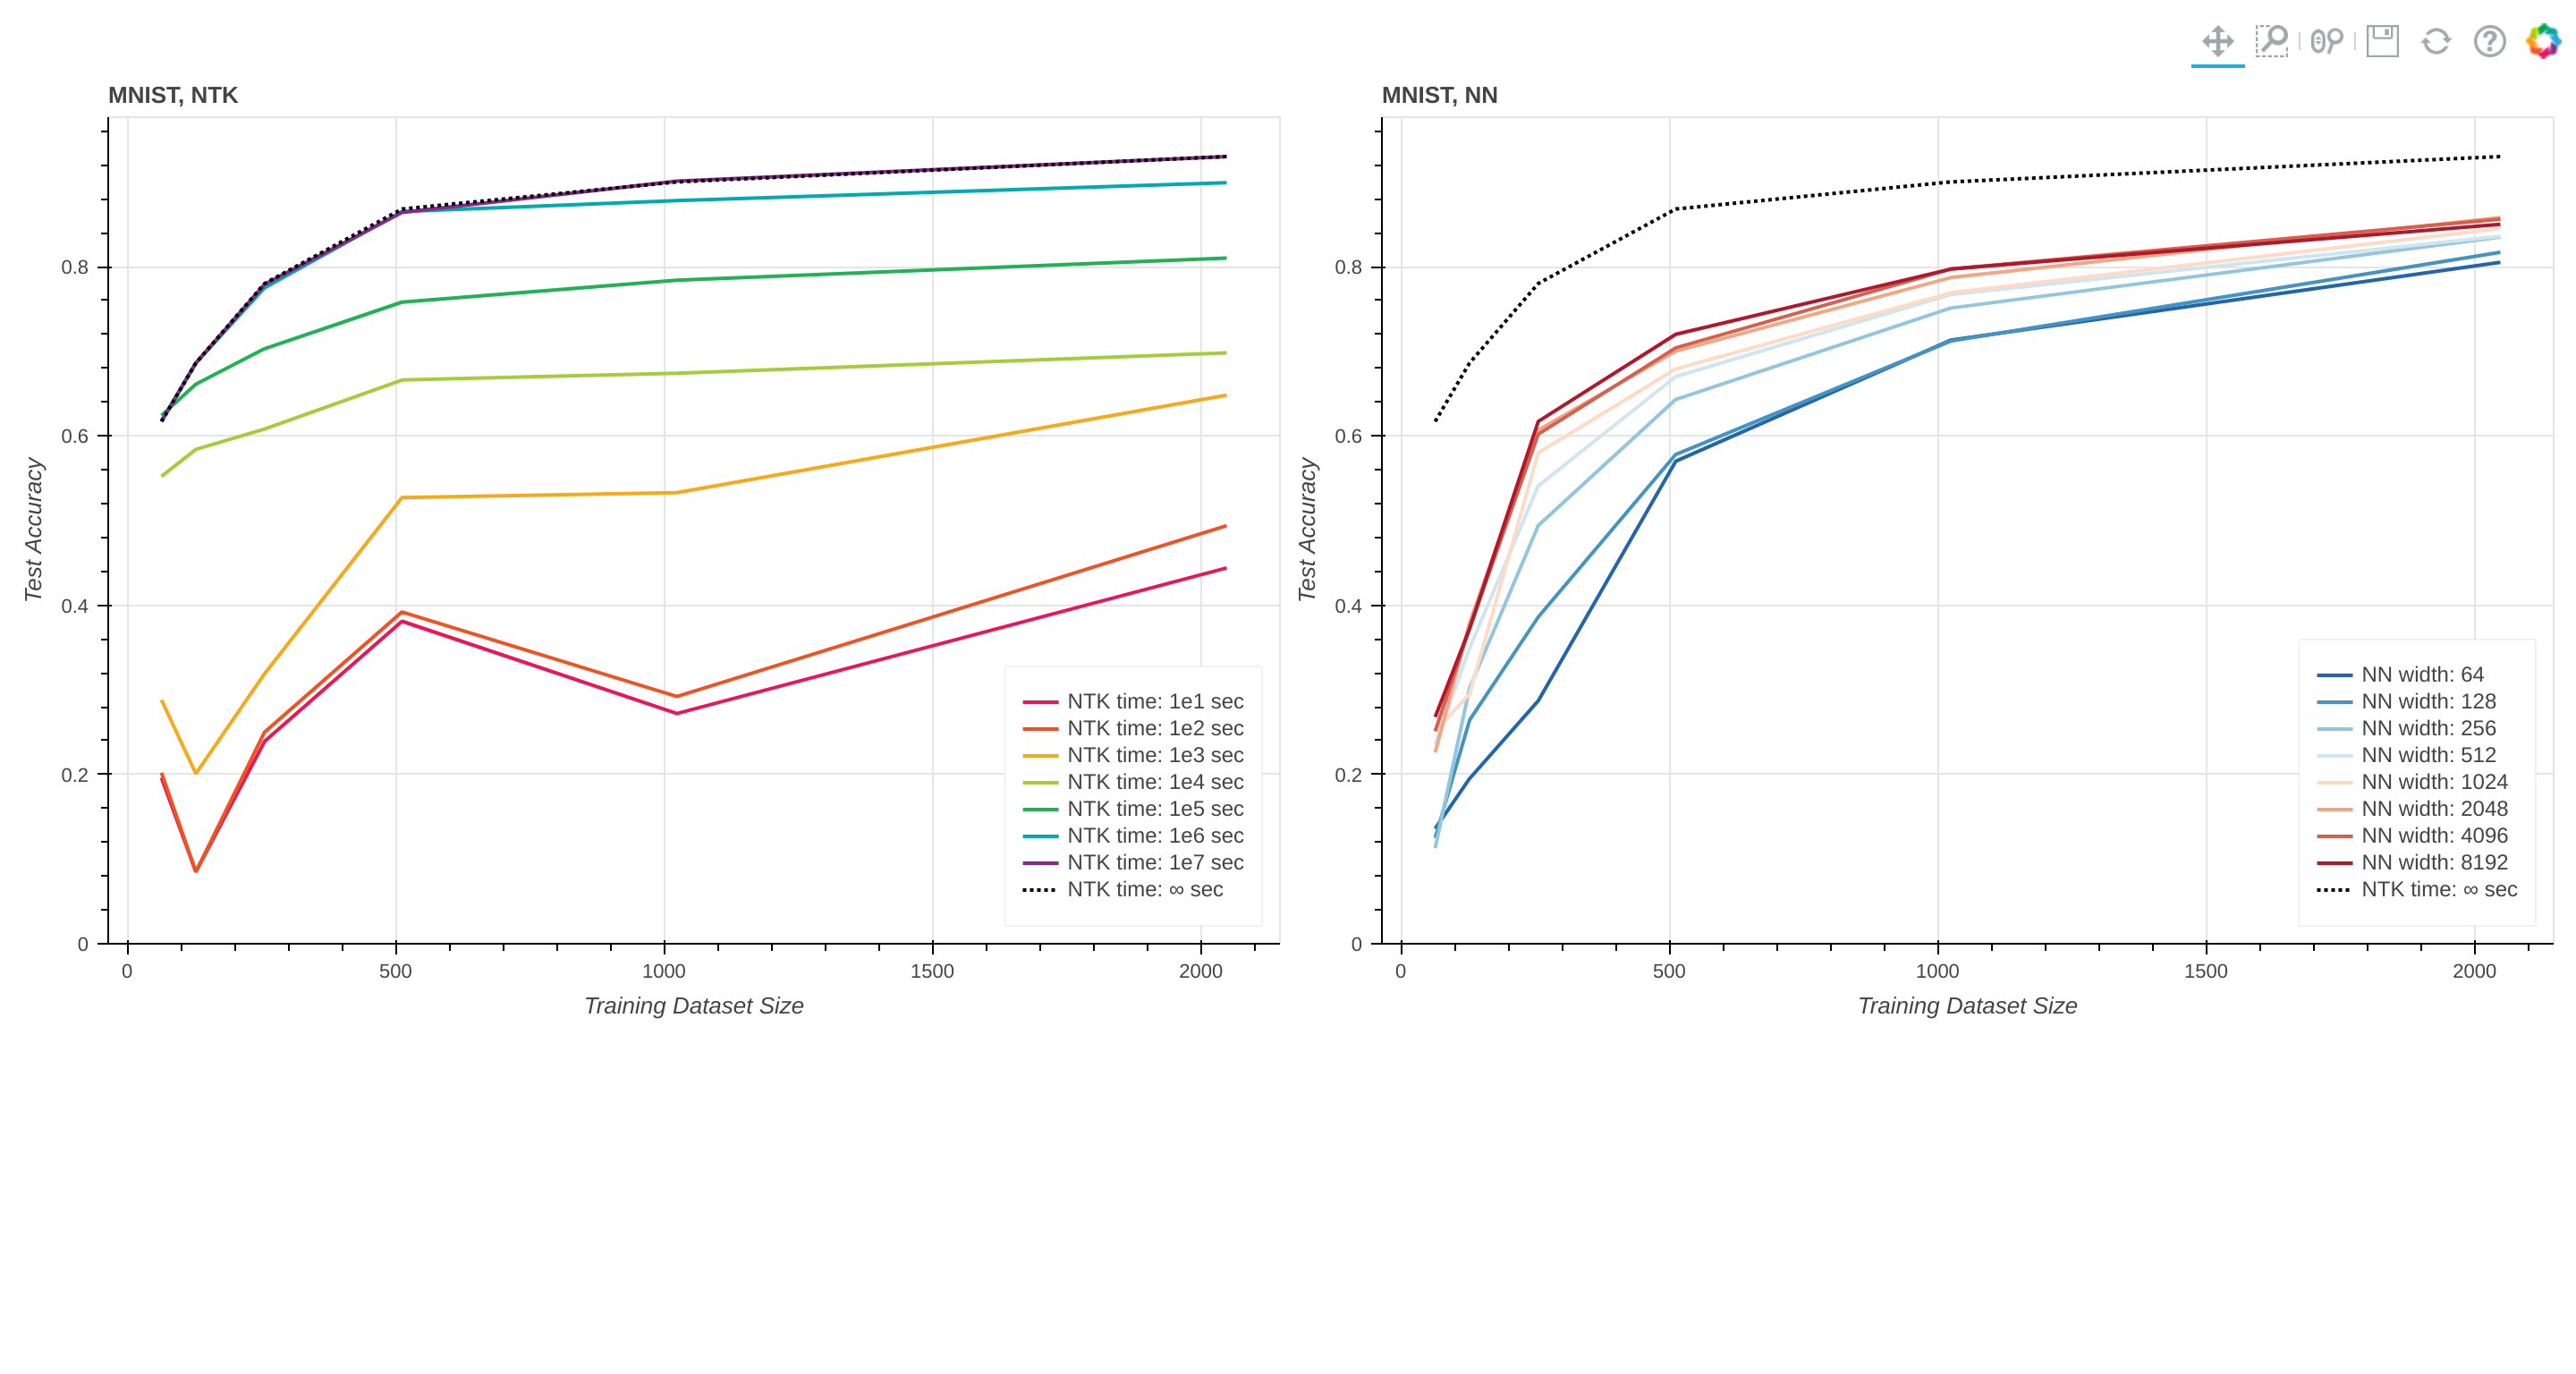 MNIST, NTK
Test Accuracy
0.8
0.6
0.4
0.2
0
0 500 1000 1500 2000
Training Dataset Size
NTK time: 1e1 sec
NTK time: 1e2 sec
NTK time: 1e3 sec
NTK time: 1e4 sec
NTK time: 1e5 sec
NTK time: 1e6 sec
NTK time: 1e7 sec
NTK time: ∞ sec
MNIST, NN
Test Accuracy
0.8
0.6
0.4
0.2
0
0 500 1000 1500 2000
Training Dataset Size
NN width: 64
NN width: 128
NN width: 256
NN width: 512
NN width: 1024
NN width: 2048
NN width: 4096
NN width: 8192
NTK time: ∞ sec